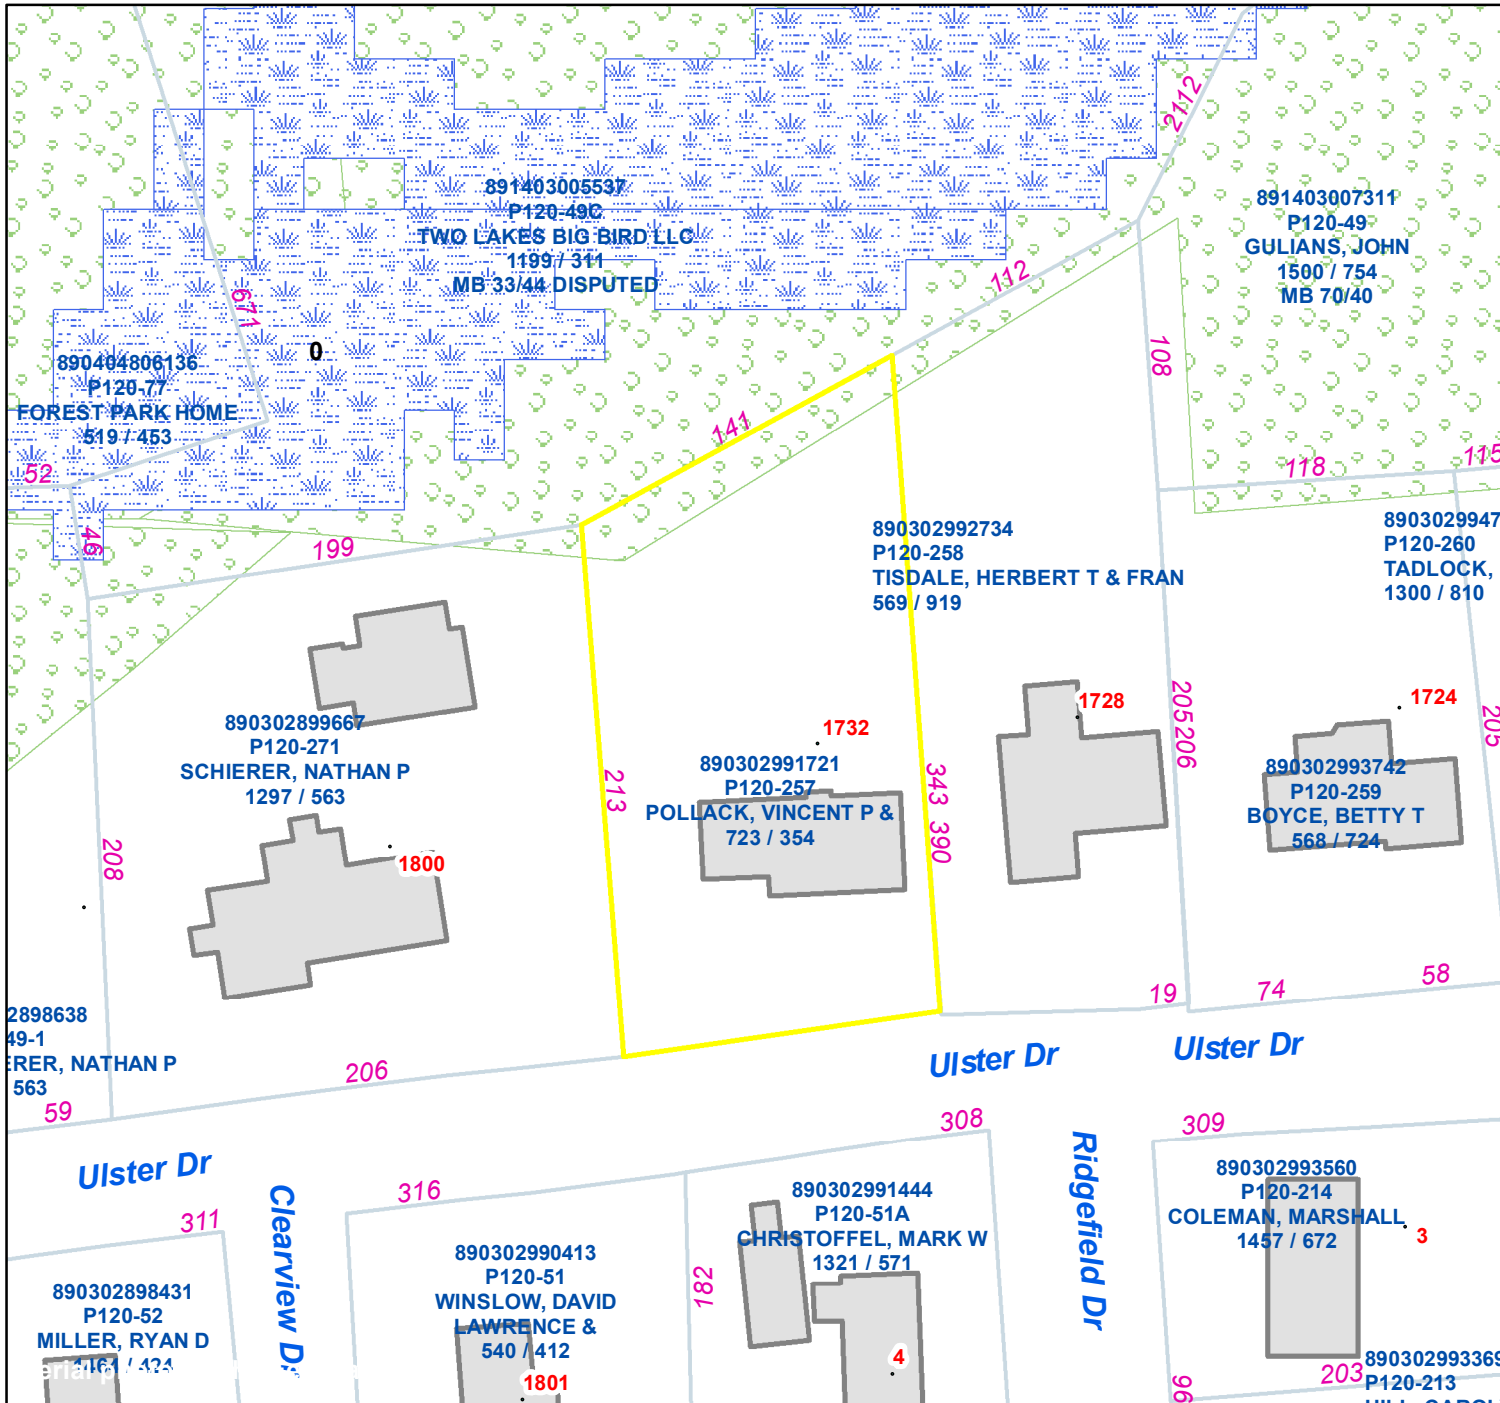 2112
891403005537
P120-49C
TWO LAKES BIG BIRD LLC
1199 / 311
MB 33/44 DISPUTED
891403007311
P120-49
GULIANS, JOHN
1500 / 754
MB 70/40
112
671
0
108
890404806136
P120-77
FOREST PARK HOME
519 / 453
141
52
118
115
46
199
890302992734
P120-258
TISDALE, HERBERT T & FRAN
569 / 919
8903029947
P120-260
TADLOCK,
1300 / 810
890302899667
P120-271
SCHIERER, NATHAN P
1297 / 563
1732
1728
1724
205
206
205
890302991721
P120-257
POLLACK, VINCENT P &
723 / 354
213
343
390
890302993742
P120-259
BOYCE, BETTY T
568 / 724
208
1800
19
74
58
2898638
49-1
ERER, NATHAN P
563
59
206
Ulster Dr
Ulster Dr
308
309
Ulster Dr
Clearview Dr
Ridgefield Dr
316
311
182
890302991444
P120-51A
CHRISTOFFEL, MARK W
1321 / 571
890302993560
P120-214
COLEMAN, MARSHALL
1457 / 672
3
890302990413
P120-51
WINSLOW, DAVID
LAWRENCE &
540 / 412
890302898431
P120-52
MILLER, RYAN D
1464 / 424
1801
4
96
203
890302993369
P120-213